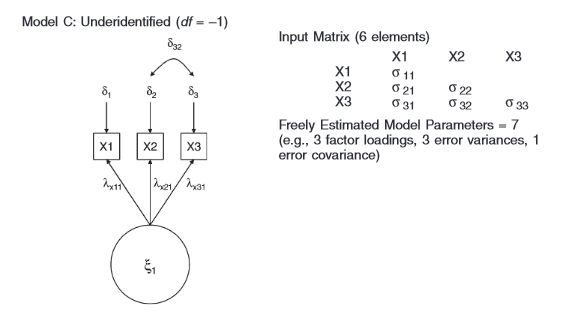 Model C: Underidentified (df = −1)
δ32
δ1 δ2 δ3
X1 X2 X3
λx11 λx21 λx31
ξ1
Input Matrix (6 elements)
X1 X2 X3
X1 σ11
X2 σ21 σ22
X3 σ31 σ32 σ33
Freely Estimated Model Parameters = 7
(e.g., 3 factor loadings, 3 error variances, 1
error covariance)